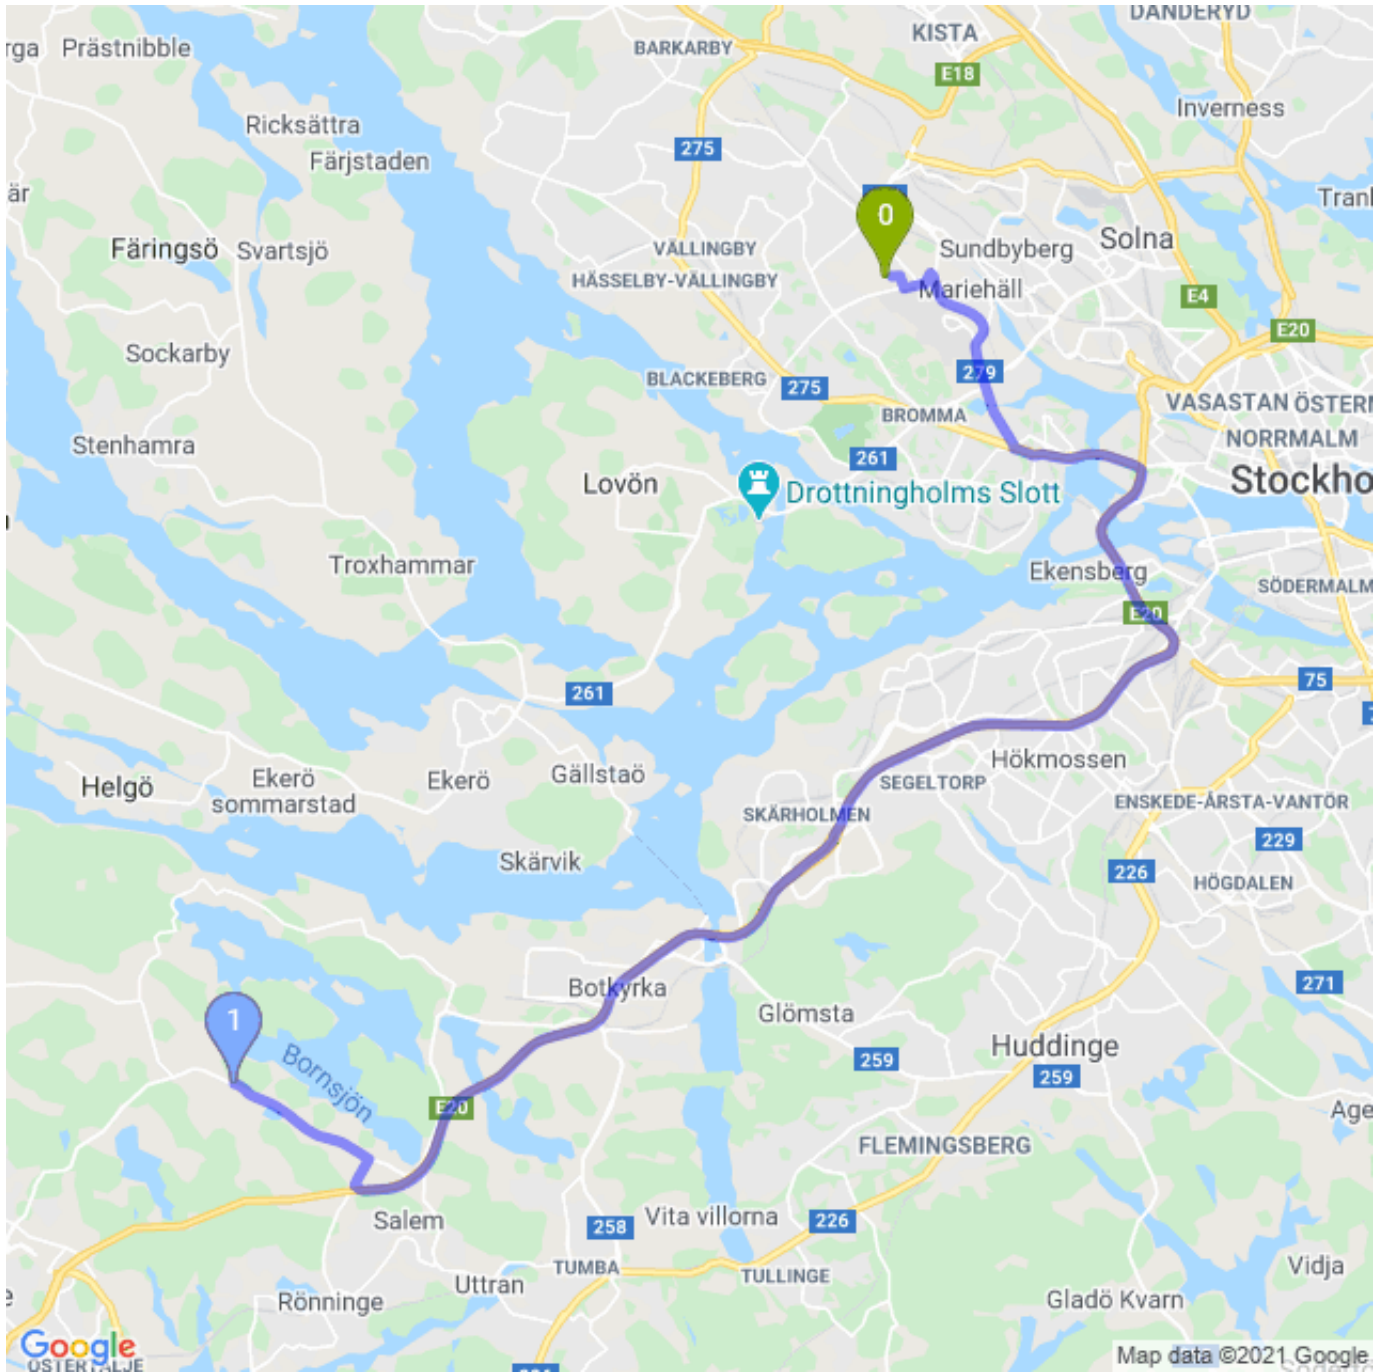 DANDERYD
rga
Prästnibble
BARKARBY
KISTA
E18
Inverness
Ricksättra
Färjstaden
275
är
0
Färingsö
Svartsjö
VÄLLINGBY
Sundbyberg
Solna
HÄSSELBY-VÄLLINGBY
Mariehäll
E4
E20
Sockarby
BLACKEBERG
275
279
BROMMA
VASASTAN
NORRMALM
Stenhamra
261
Lovön
Drottningholms Slott
Stockho
Troxhammar
Ekensberg
SÖDERMALM
E20
261
75
Helgö
Ekerö
sommarstad
Ekerö
Gällstaö
Hökmossen
SEGELTORP
SKÄRHOLMEN
ENSKEDE-ÅRSTA-VANTÖR
229
Skärvik
226
HÖGDALEN
Botkyrka
271
1
Glömsta
Bornsjön
Huddinge
259
259
E20
Age
FLEMINGSBERG
Salem
258
Vita villorna
226
TUMBA
TULLINGE
Vidja
Uttran
Rönninge
Gladö Kvarn
Google
Map data ©2021 Google